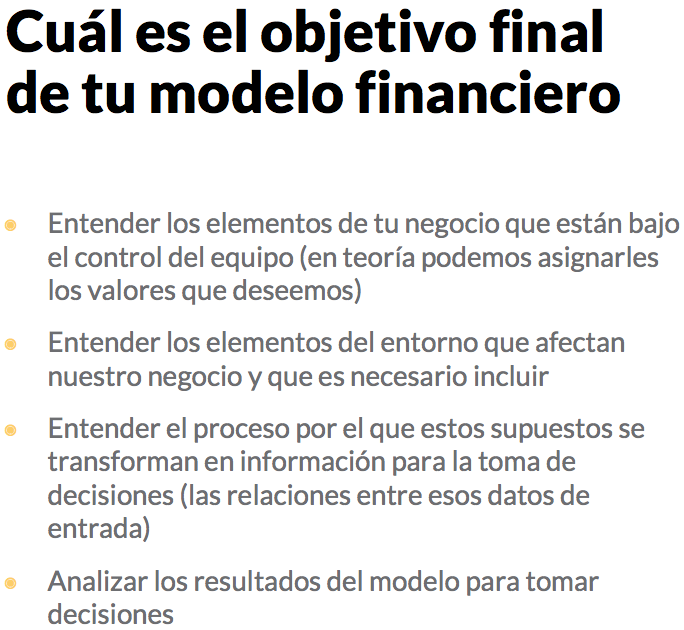 Cuál es el objetivo final
de tu modelo financiero
Entender los elementos de tu negocio que están bajo
el control del equipo (en teoría podemos asignarles
los valores que deseemos)
Entender los elementos del entorno que afectan
nuestro negocio y que es necesario incluir
Entender el proceso por el que estos supuestos se
transforman en información para la toma de
decisiones (las relaciones entre esos datos de
entrada)
Analizar los resultados del modelo para tomar
decisiones